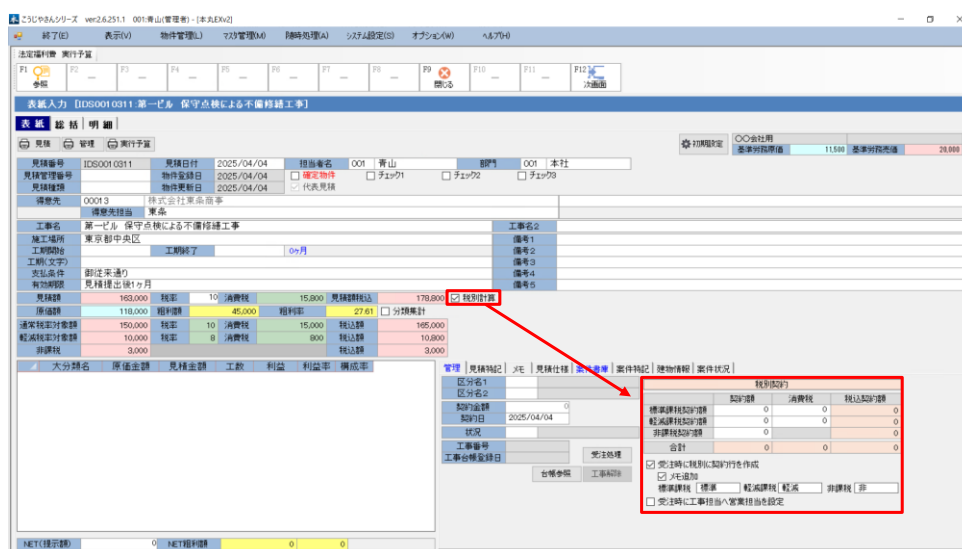 こうじやさんシリーズ ver:2.6.251.1 001:青山(管理者) - [本丸EXv2]
終了(E) 表示(V) 物件管理(L) マスタ管理(M) 随時処理(A) システム設定(S) オプション(W) ヘルプ(H)
法定福利費 実行予算
F1 参照 F2 F3 F4 F5 F6 F7 F8 F9 閉じる F10 F11 F12 次画面
表紙入力 [IDS0010311:第一ビル 保守点検による不備修繕工事]
表紙 総括 明細
見積 管理 実行予算 初期設定 〇〇会社用
基準労務原価 11,500 基準労務売価 20,000
見積番号 IDS0010311 見積日付 2025/04/04 担当者名 001 青山 部門 001 本社
見積管理番号 物件登録日 2025/04/04 確定物件 チェック1 チェック2 チェック3
見積種類 物件更新日 2025/04/04 代表見積
得意先 00013 株式会社東条商事
得意先担当 東条
工事名 第一ビル 保守点検による不備修繕工事 工事名2
施工場所 東京都中央区 備考1
工期開始 工期終了 0ヶ月 備考2
工期(文字) 備考3
支払条件 御従来通り 備考4
有効期限 見積提出後1ヶ月 備考5
見積額 163,000 税率 10 消費税 15,800 見積額税込 178,800 税別計算
原価額 118,000 粗利額 45,000 粗利率 27.61 分類集計
通常税率対象額 150,000 税率 10 消費税 15,000 税込額 165,000
軽減税率対象額 10,000 税率 8 消費税 800 税込額 10,800
非課税 3,000 税込額 3,000
大分類名 原価金額 見積金額 工数 利益 利益率 構成率
管理 見積特記 メモ 見積仕様 案件書庫 案件特記 建物情報 案件状況
区分名1
区分名2
契約金額 0
契約日 2025/04/04
状況
工事番号
工事台帳登録日 受注処理
台帳参照 工事解除
税別契約
契約額 消費税 税込契約額
標準課税契約額 0 0 0
軽減課税契約額 0 0 0
非課税契約額 0 0
合計 0 0 0
受注時に税別に契約行を作成
メモ追加
標準課税 標準 軽減課税 軽減 非課税 非
受注時に工事担当へ営業担当を設定
NET(提示額) 0 NET粗利額 0 0